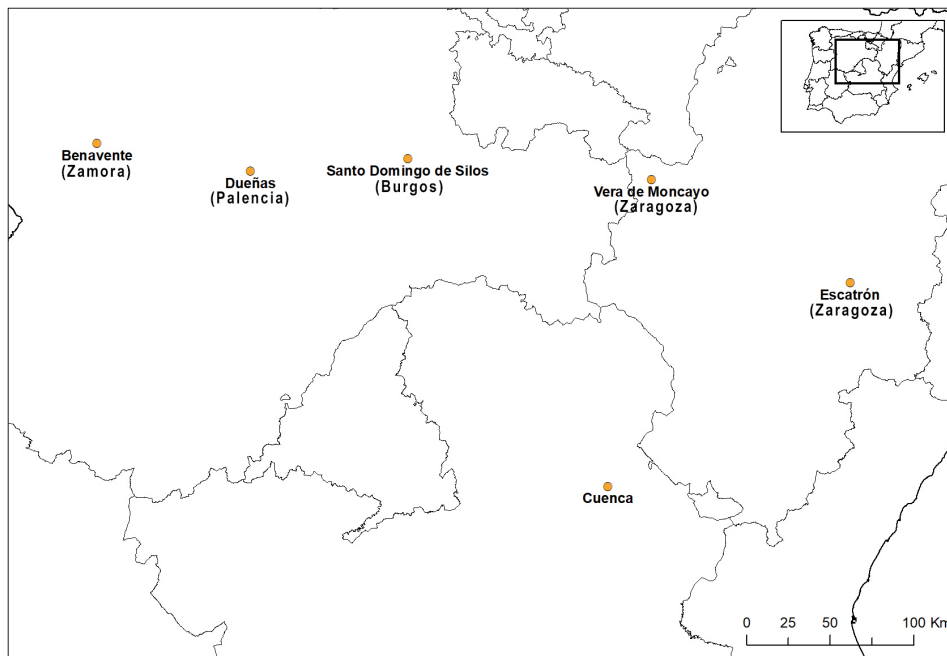 Benavente
(Zamora)
Dueñas
(Palencia)
Santo Domingo de Silos
(Burgos)
Vera de Moncayo
(Zaragoza)
Escatrón
(Zaragoza)
Cuenca
0 25 50 100 Km